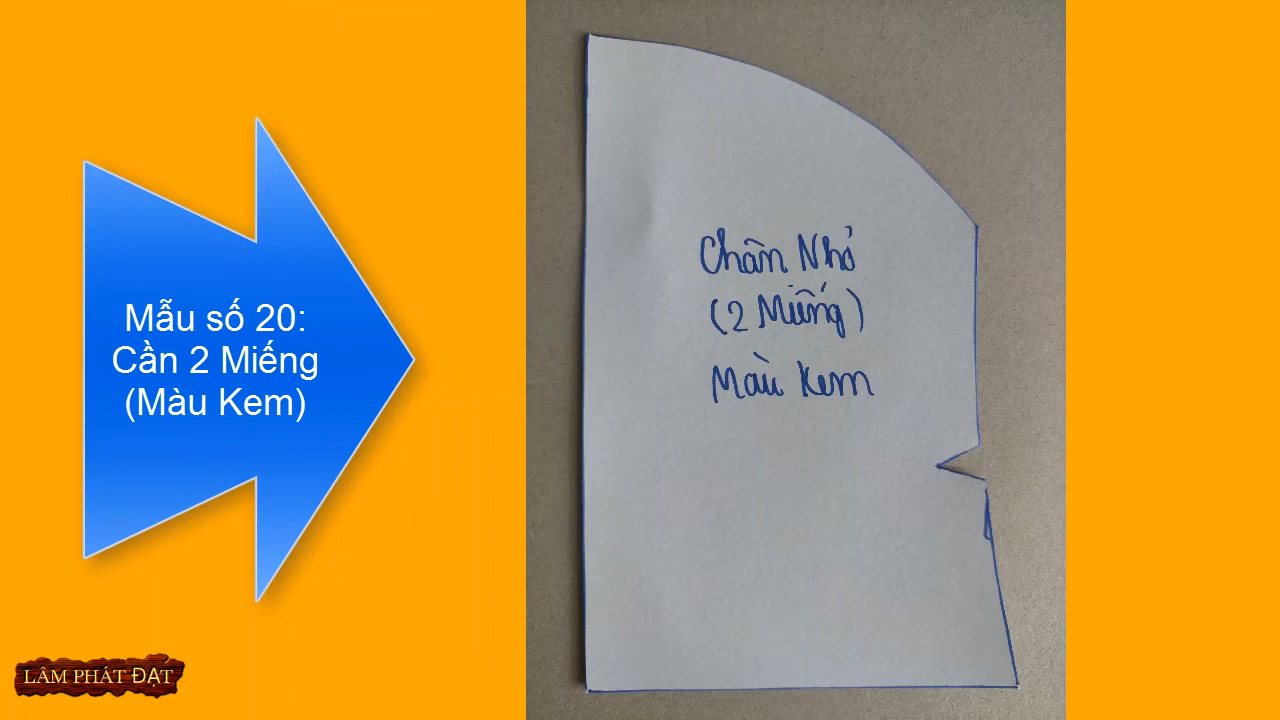 Mẫu số 20:
Cần 2 Miếng
(Màu Kem)
Chân Nhỏ
(2 Miếng)
Màu Kem
LÂM PHÁT ĐẠT